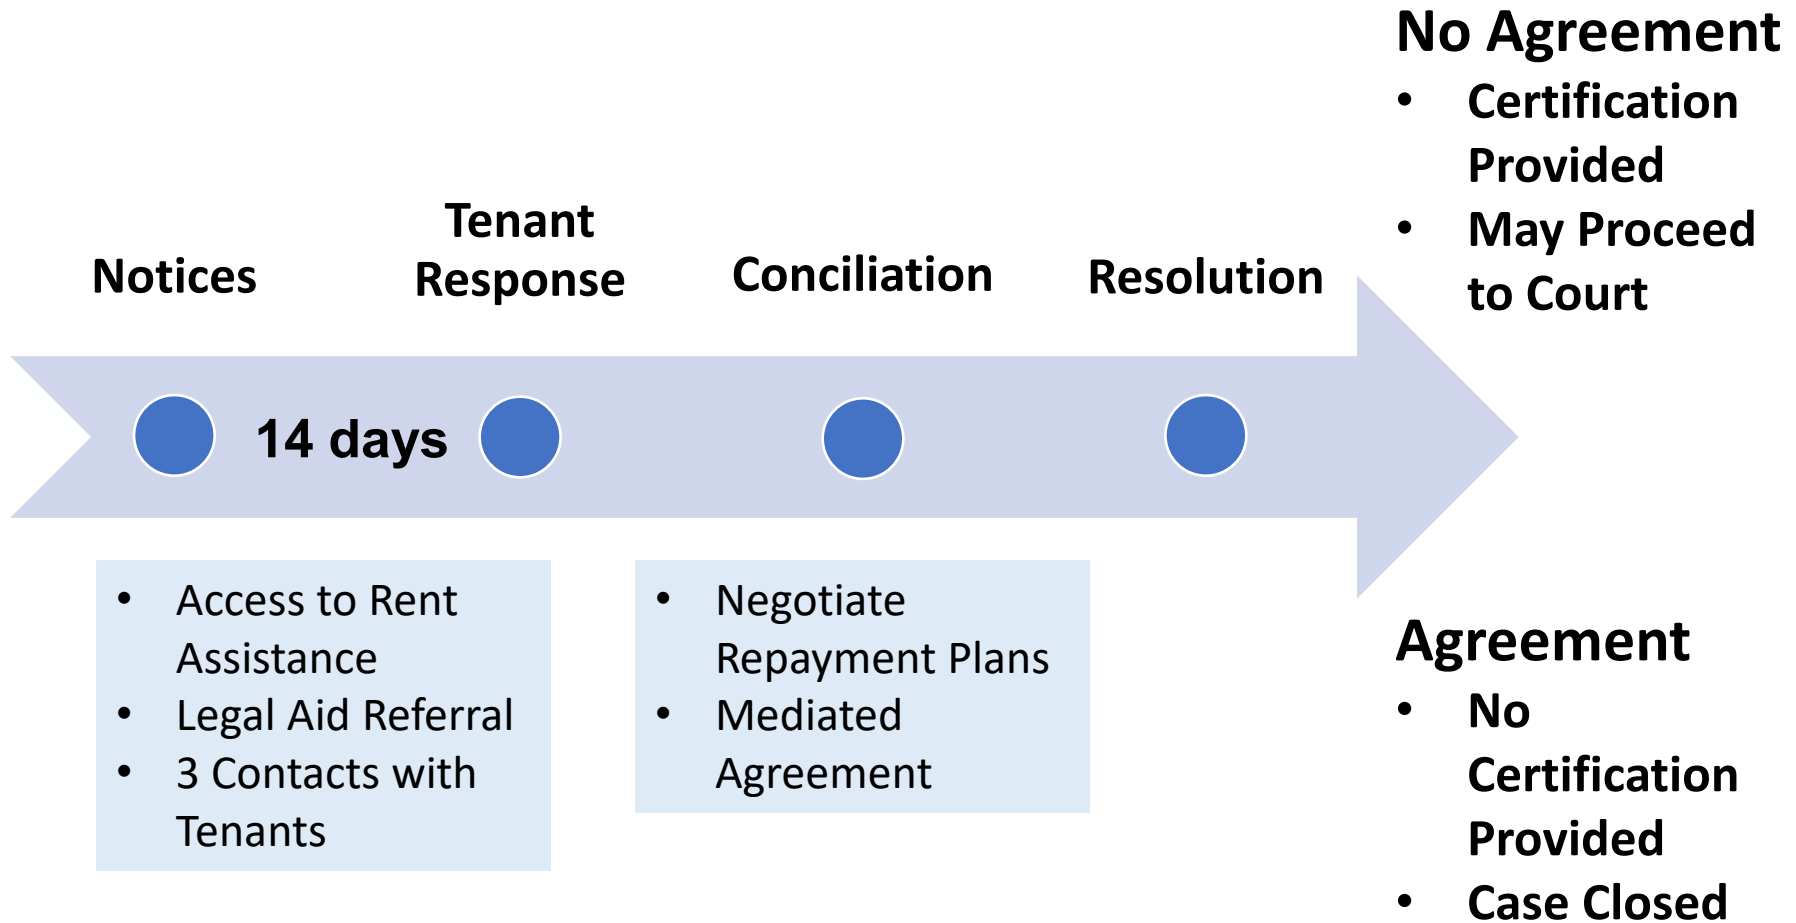 No Agreement
• Certification
Provided
• May Proceed
to Court
Notices
Tenant
Response
Conciliation
Resolution
14 days
• Access to Rent
Assistance
• Legal Aid Referral
• 3 Contacts with
Tenants
• Negotiate
Repayment Plans
• Mediated
Agreement
Agreement
• No
Certification
Provided
• Case Closed